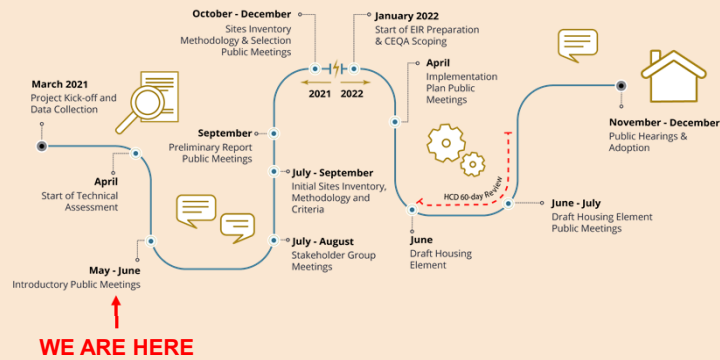 March 2021
Project Kick-off and
Data Collection
April
Start of Technical
Assessment
May - June
Introductory Public Meetings
WE ARE HERE
July - August
Stakeholder Group
Meetings
July - September
Initial Sites Inventory,
Methodology and
Criteria
September
Preliminary Report
Public Meetings
October - December
Sites Inventory
Methodology & Selection
Public Meetings
2021
2022
January 2022
Start of EIR Preparation
& CEQA Scoping
April
Implementation
Plan Public
Meetings
June
Draft Housing
Element
HCD 60-day Review
June - July
Draft Housing Element
Public Meetings
November - December
Public Hearings &
Adoption